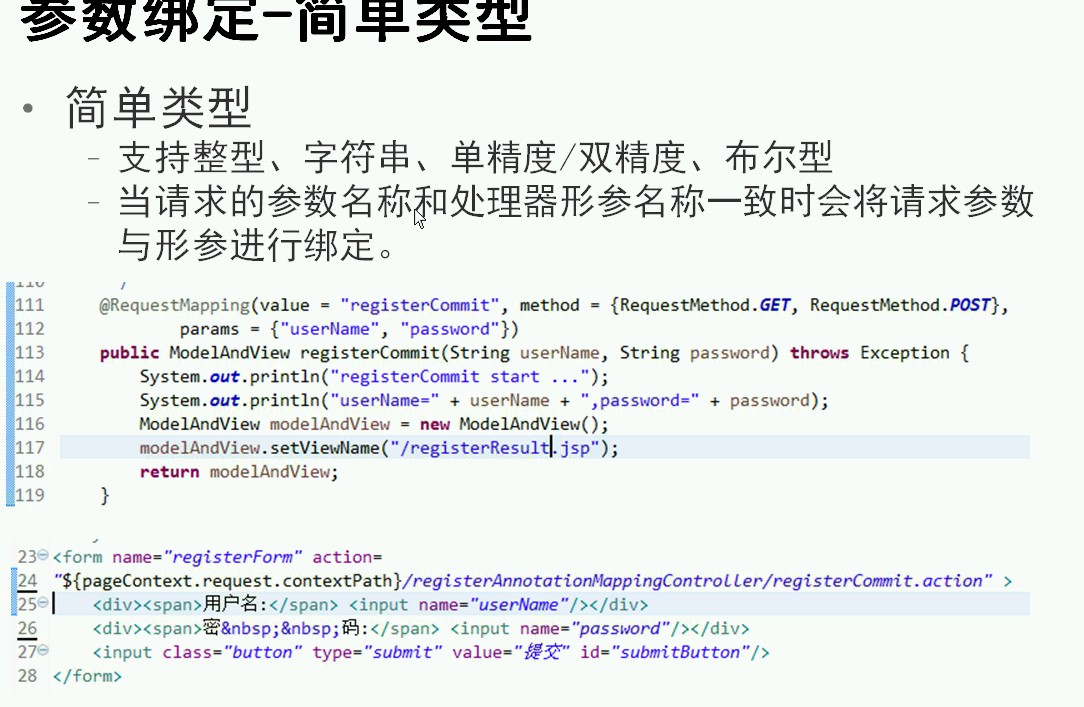 参数绑定-简单类型
• 简单类型
– 支持整型、字符串、单精度/双精度、布尔型
– 当请求的参数名称和处理器形参名称一致时会将请求参数
与形参进行绑定。
110 /
111 @RequestMapping(value = "registerCommit", method = {RequestMethod.GET, RequestMethod.POST},
112 params = {"userName", "password"})
113 public ModelAndView registerCommit(String userName, String password) throws Exception {
114 System.out.println("registerCommit start ...");
115 System.out.println("userName=" + userName + ",password=" + password);
116 ModelAndView modelAndView = new ModelAndView();
117 modelAndView.setViewName("/registerResult.jsp");
118 return modelAndView;
119 }
23 <form name="registerForm" action=
24 "${pageContext.request.contextPath}/registerAnnotationMappingController/registerCommit.action" >
25 <div><span>用户名:</span> <input name="userName"/></div>
26 <div><span>密&nbsp;&nbsp;码:</span> <input name="password"/></div>
27 <input class="button" type="submit" value="提交" id="submitButton"/>
28 </form>